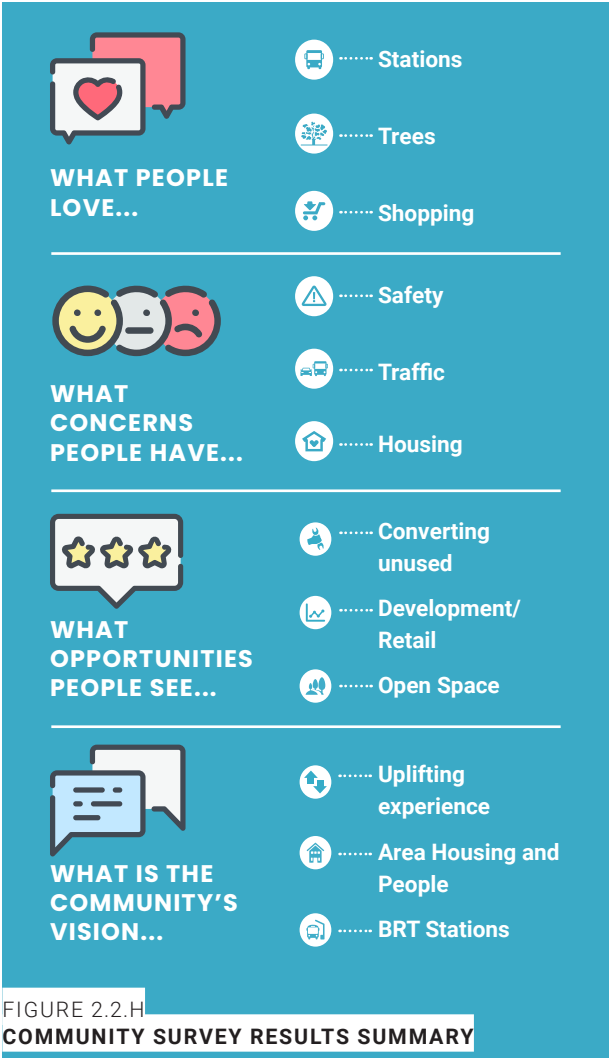 WHAT PEOPLE
LOVE...
Stations
Trees
Shopping
WHAT
CONCERNS
PEOPLE HAVE...
Safety
Traffic
Housing
WHAT
OPPORTUNITIES
PEOPLE SEE...
Converting
unused
Development/
Retail
Open Space
WHAT IS THE
COMMUNITY'S
VISION...
Uplifting
experience
Area Housing and
People
BRT Stations
FIGURE 2.2.H
COMMUNITY SURVEY RESULTS SUMMARY